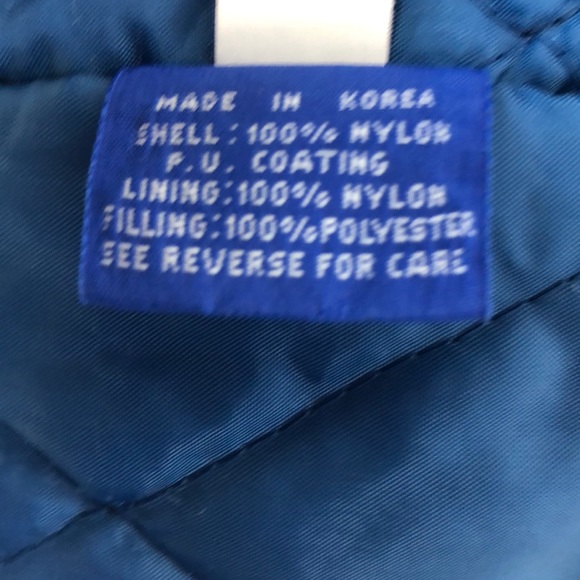 MADE IN KOREA
SHELL: 100% NYLON
P.U. COATING
LINING: 100% NYLON
FILLING: 100% POLYESTER
SEE REVERSE FOR CARE